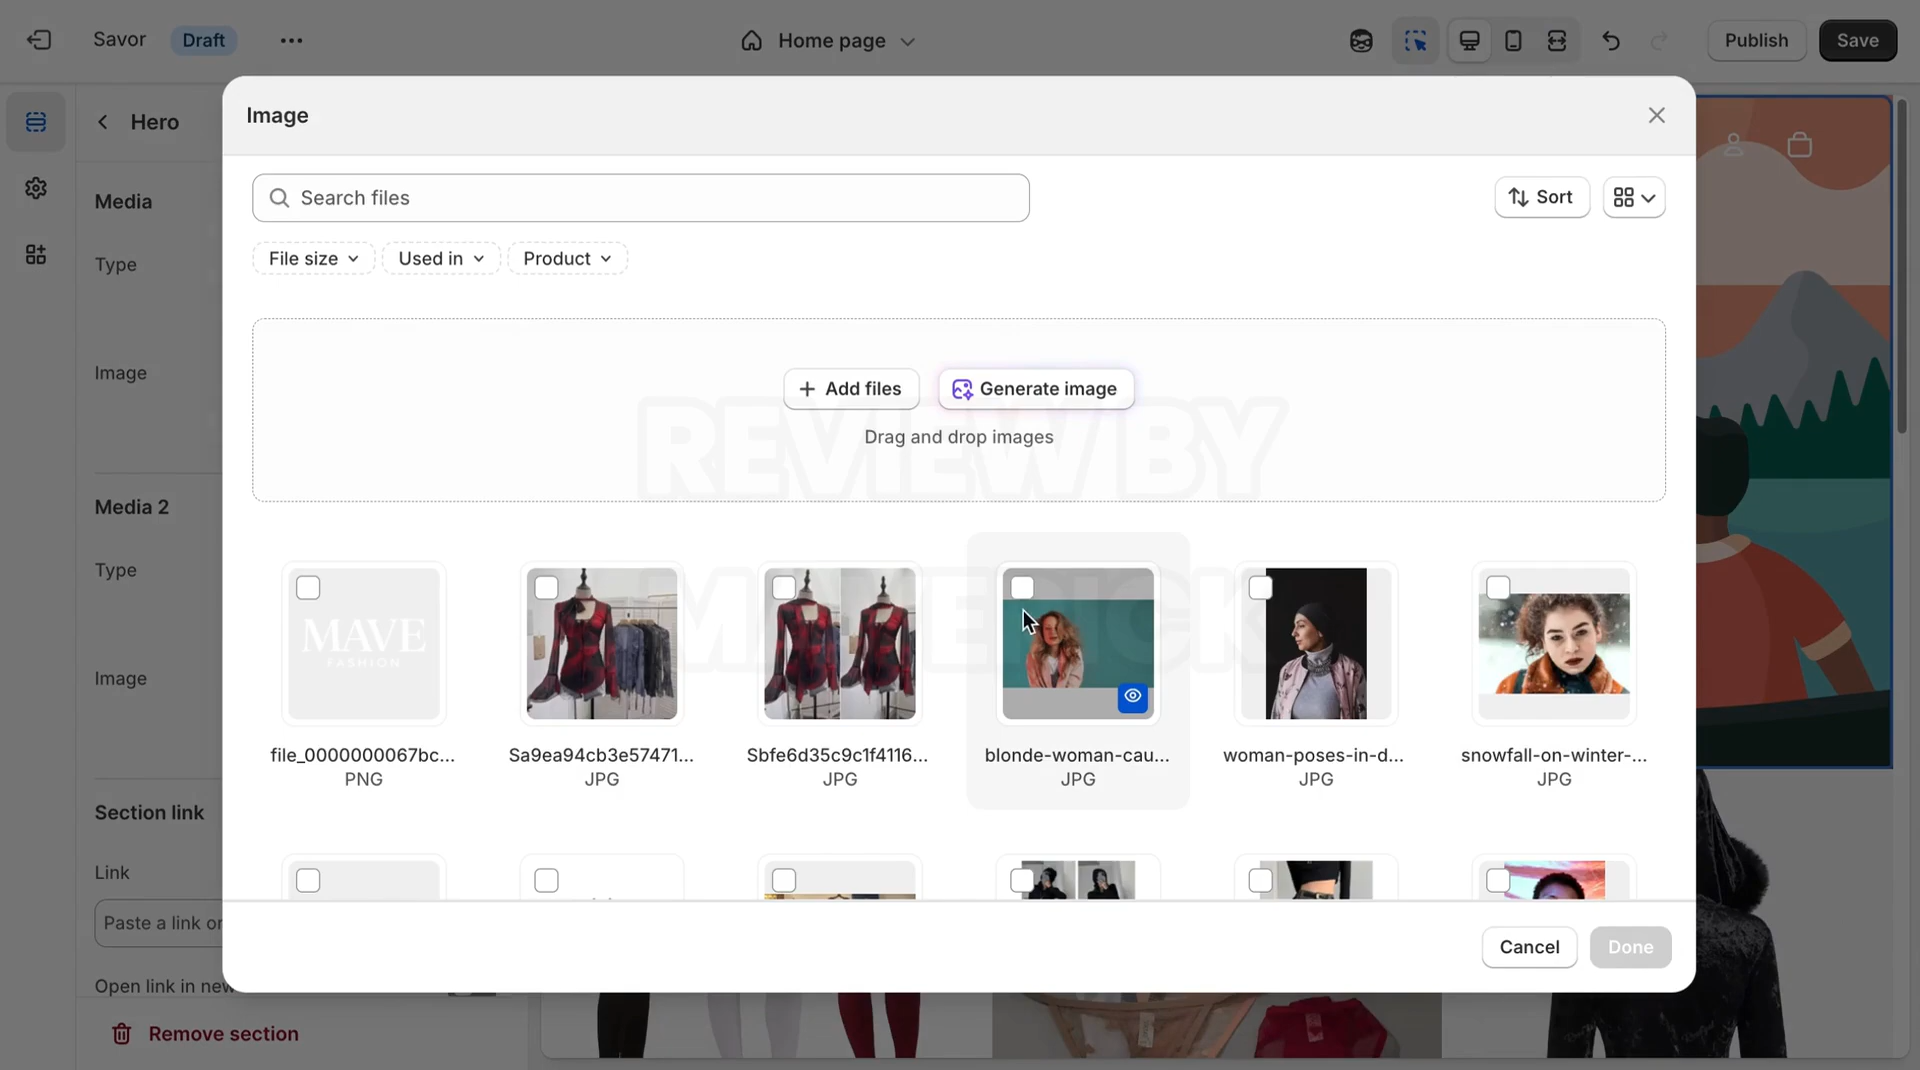 Savor
Draft
Home page
Publish
Save
Hero
Image
Media
Search files
Sort
Type
File size
Used in
Product
Image
Add files
Generate image
Drag and drop images
REVIEW BY
MAVERICK
Media 2
Type
MAVE
FASHION
Image
file_0000000067bc...
PNG
Sa9ea94cb3e57471...
JPG
Sbfe6d35c9c1f4116...
JPG
blonde-woman-cau...
JPG
woman-poses-in-d...
JPG
snowfall-on-winter-...
JPG
Section link
Link
Paste a link or
Open link in new
Cancel
Done
Remove section